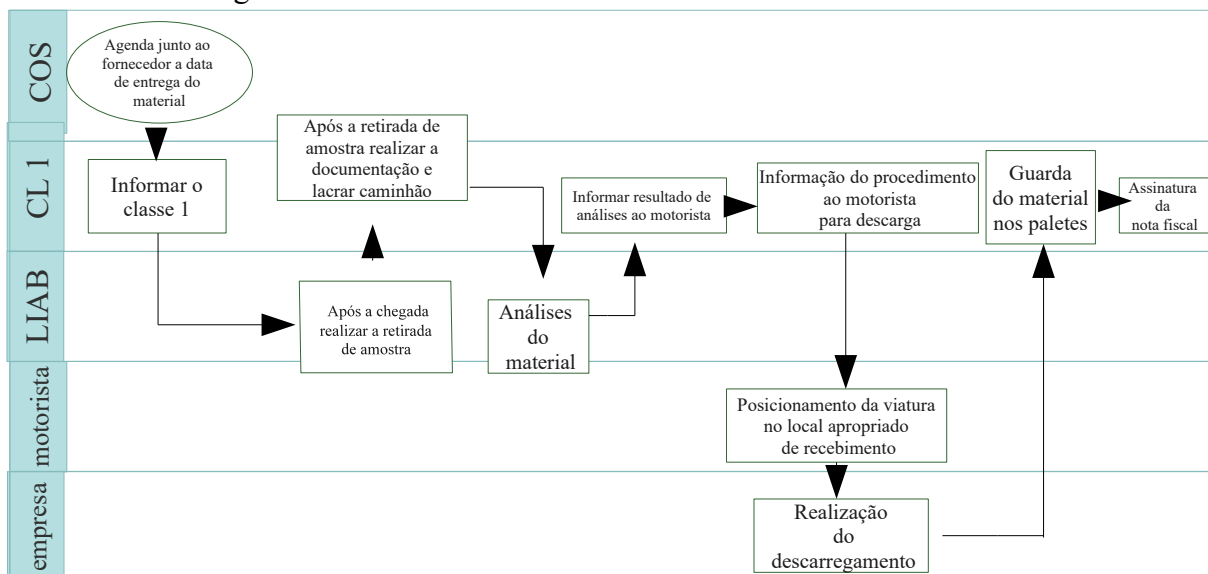 COS
Agenda junto ao
fornecedor a data
de entrega do
material
CL 1
Informar o
classe 1
Após a retirada de
amostra realizar a
documentação e
lacrar caminhão
Informar resultado de
análises ao motorista
Informação do procedimento
ao motorista
para descarga
Guarda
do material
nos paletes
Assinatura
da
nota fiscal
LIAB
Após a chegada
realizar a retirada
de amostra
Análises
do
material
motorista
Posicionamento da viatura
no local apropriado
de recebimento
empresa
Realização
do
descarregamento